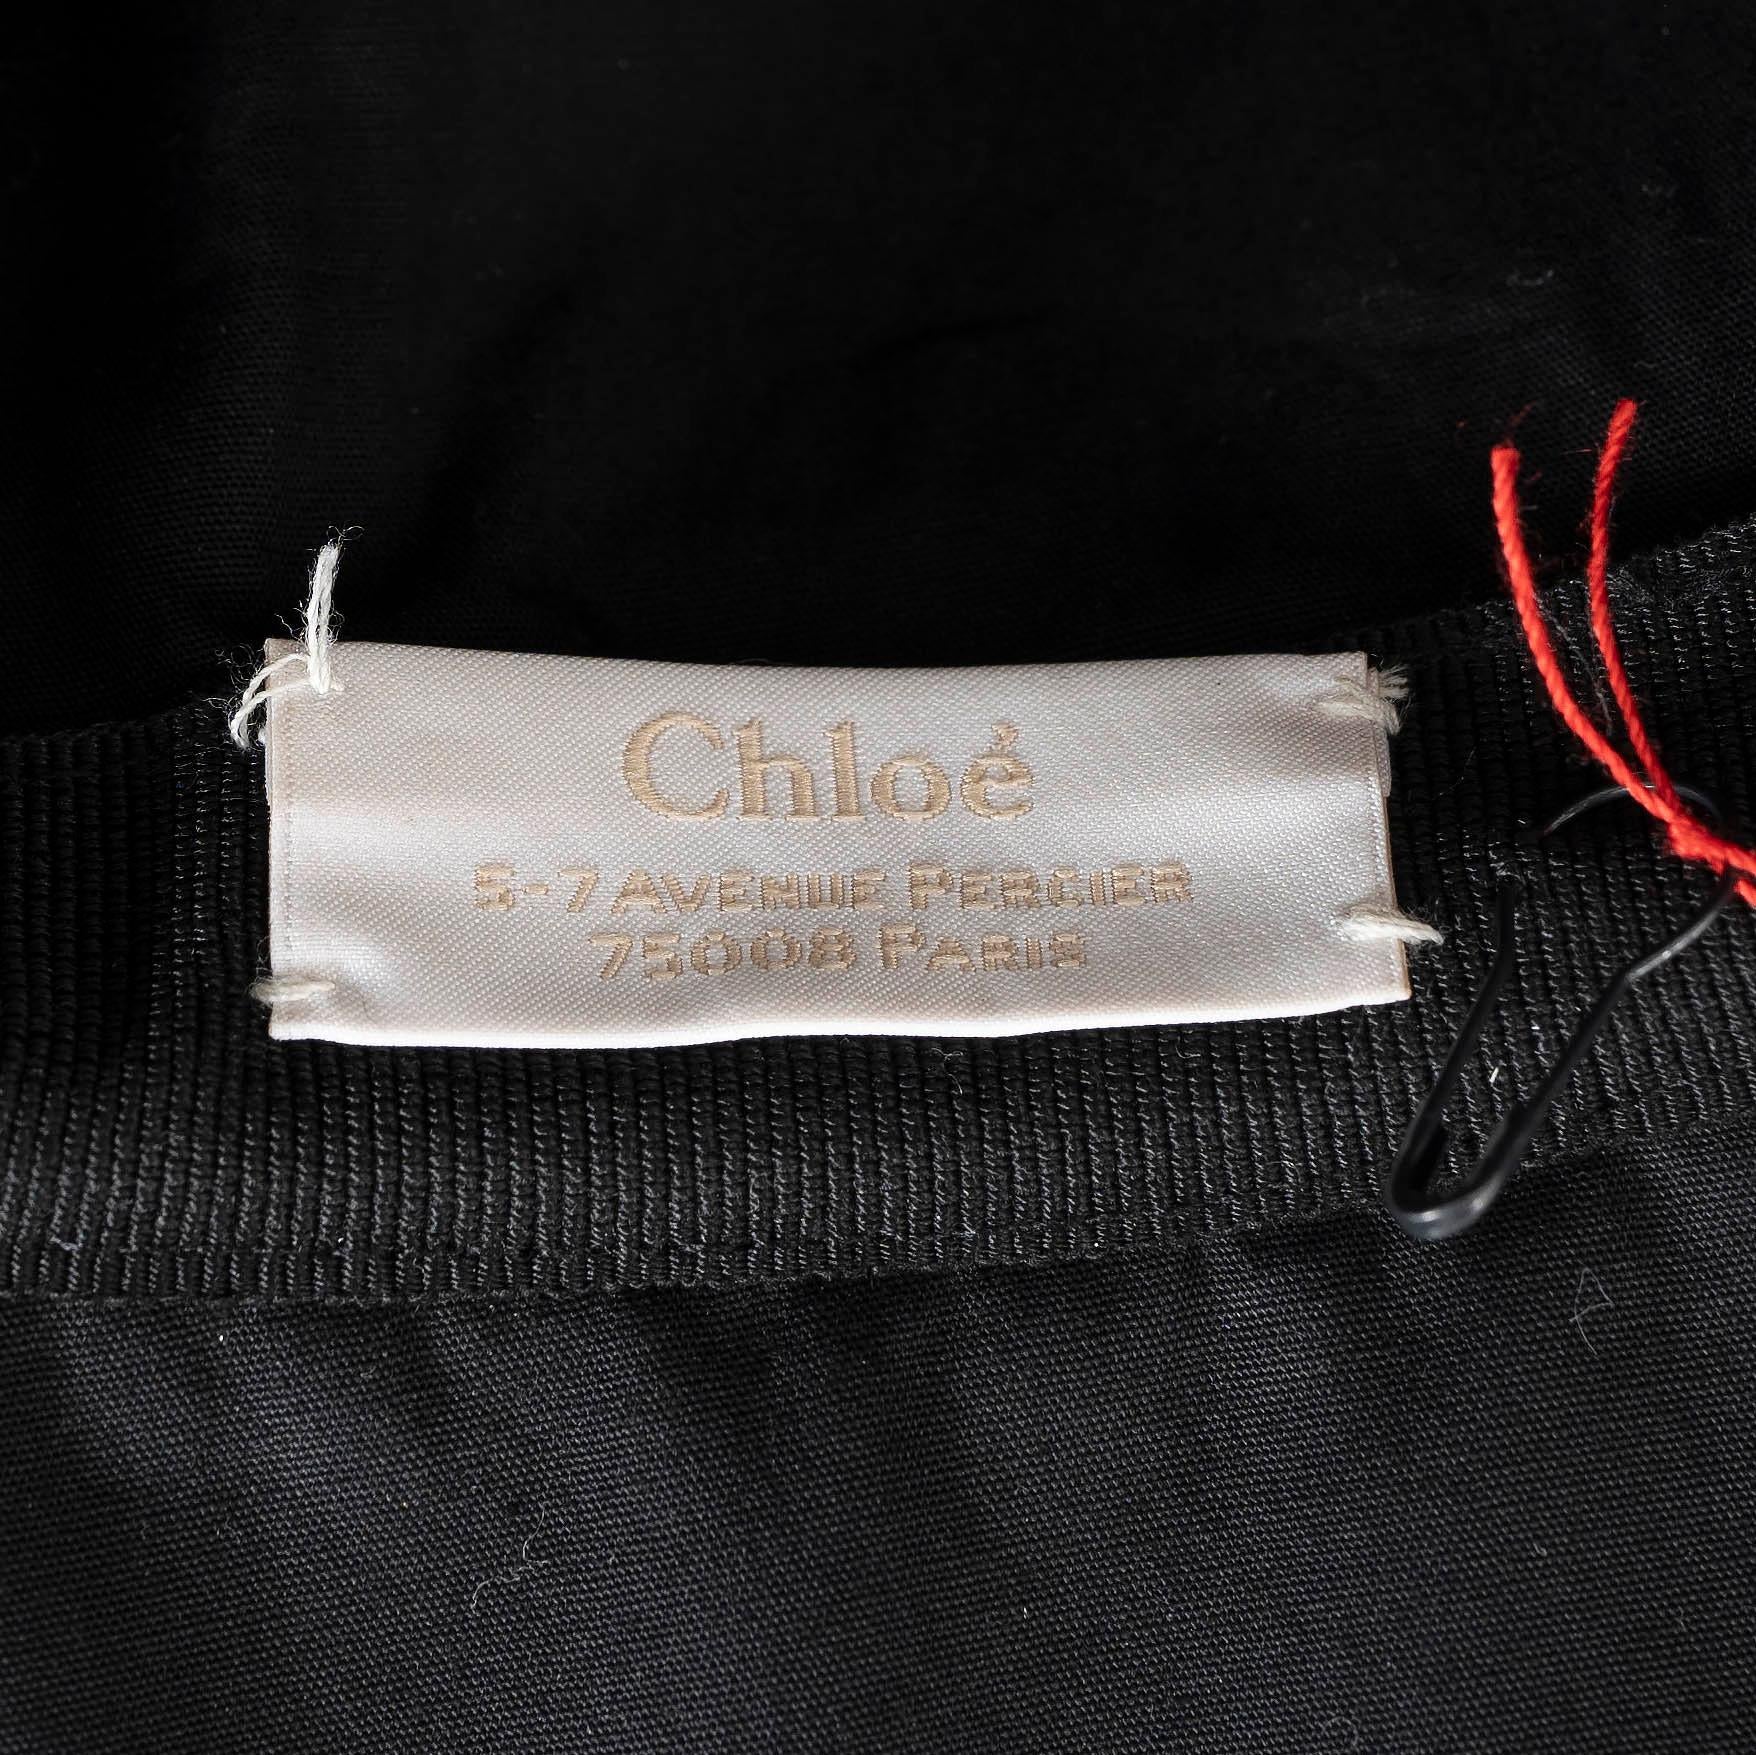 Chloé
5-7 AVENUE PERCIER
75008 PARIS